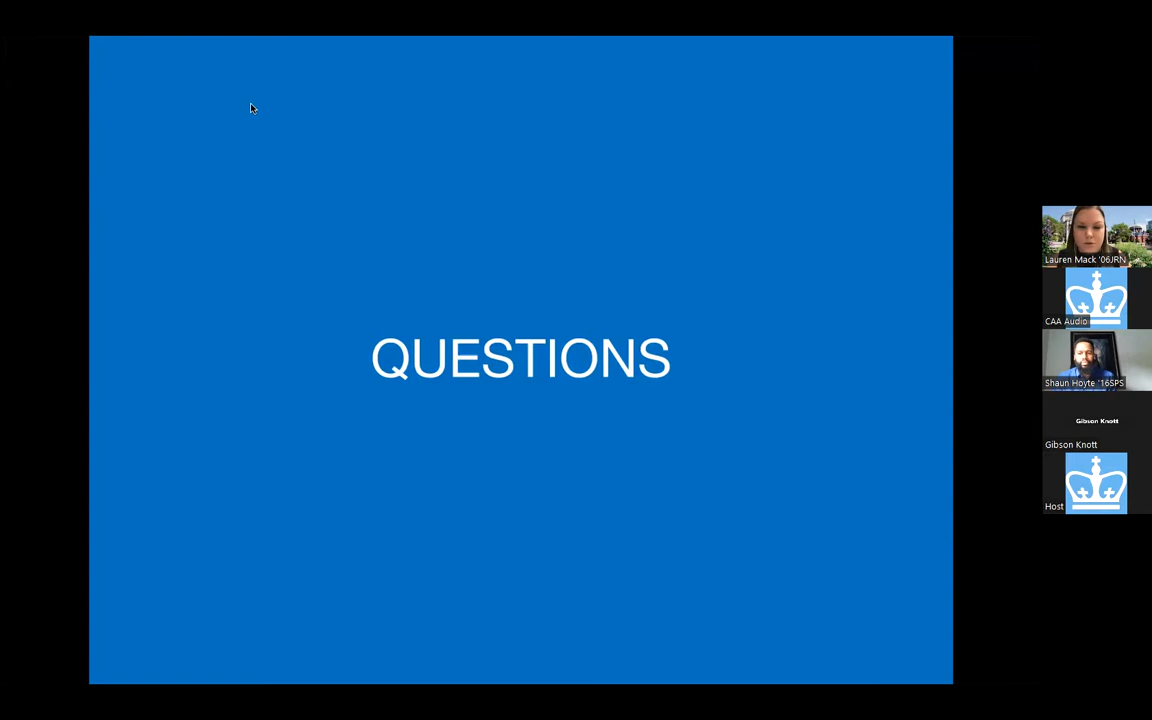 QUESTIONS
Lauren Mack '06JRN
CAA Audio
Shaun Hoyte '16SPS
Gibson Knott
Gibson Knott
Host